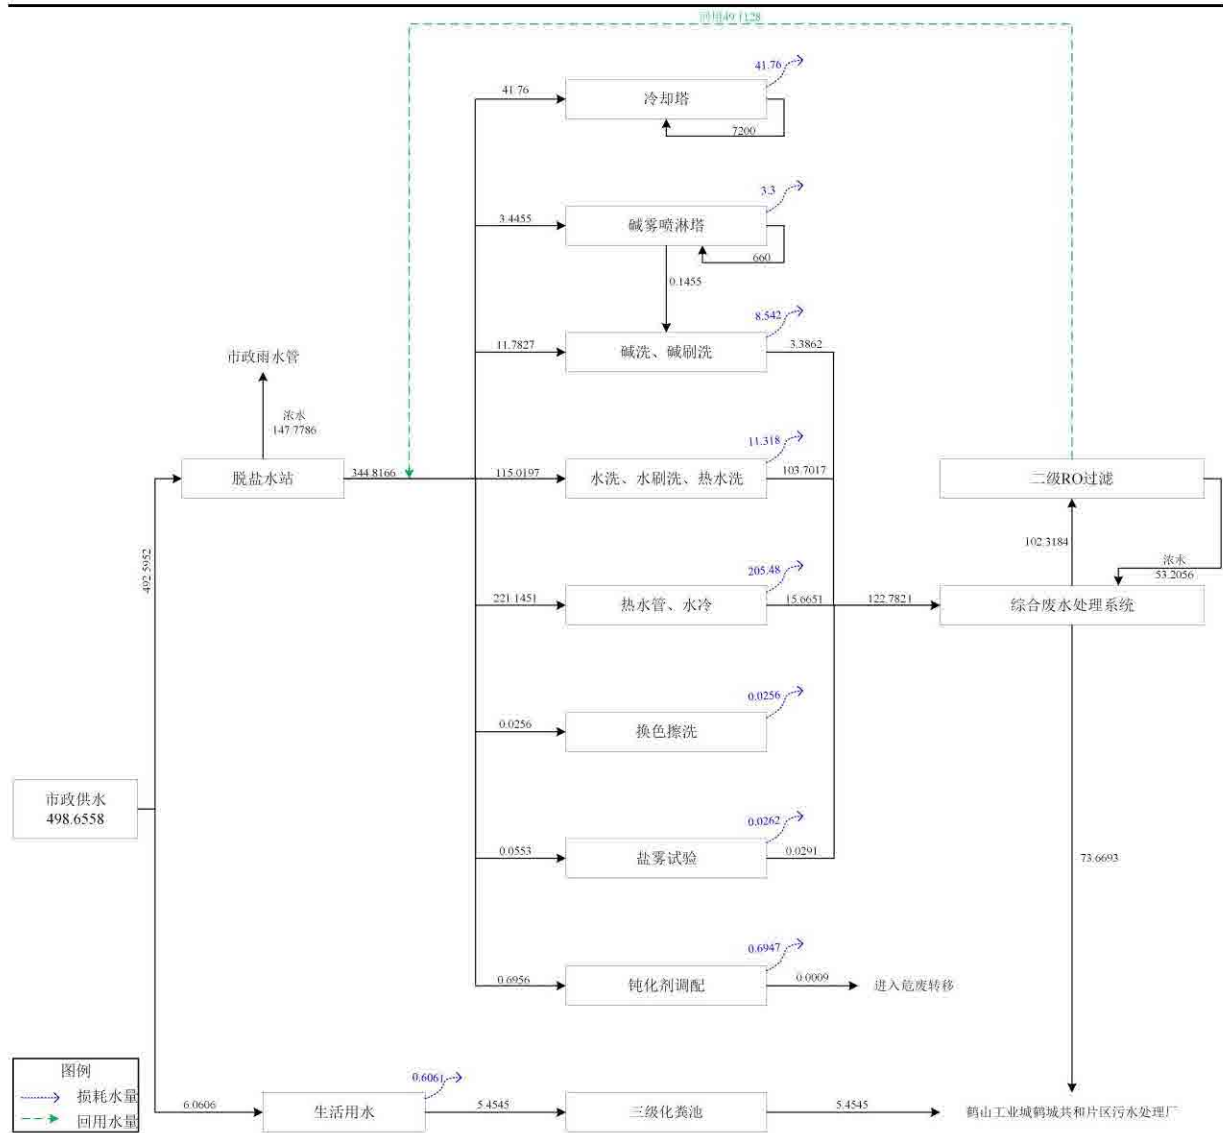 回用49.1128
41.76
41.76
冷却塔
7200
3.3
3.4455
碱雾喷淋塔
660
0.1455
8.542
11.7827
碱洗、碱刷洗
3.3862
市政雨水管
浓水
147.7786
11.318
脱盐水站
344.8166
115.0197
水洗、水刷洗、热水洗
103.7017
二级RO过滤
102.3184
浓水
53.2056
492.5952
205.48
221.1451
热水管、水冷
15.6651
122.7821
综合废水处理系统
0.0256
0.0256
换色擦洗
市政供水
498.6558
0.0262
0.0553
盐雾试验
0.0291
73.6693
0.6947
0.6956
钝化剂调配
0.0009
进入危废转移
图例
损耗水量
回用水量
6.0606
生活用水
0.6061
5.4545
三级化粪池
5.4545
鹤山工业城鹤城共和片区污水处理厂